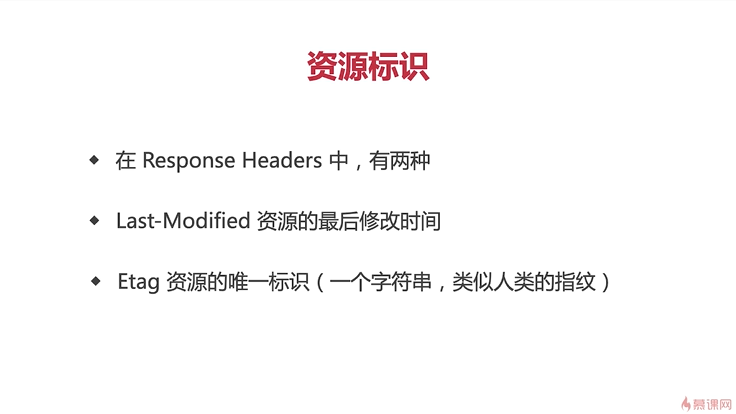 资源标识
在 Response Headers 中，有两种
Last-Modified 资源的最后修改时间
Etag 资源的唯一标识（一个字符串，类似人类的指纹）
慕课网